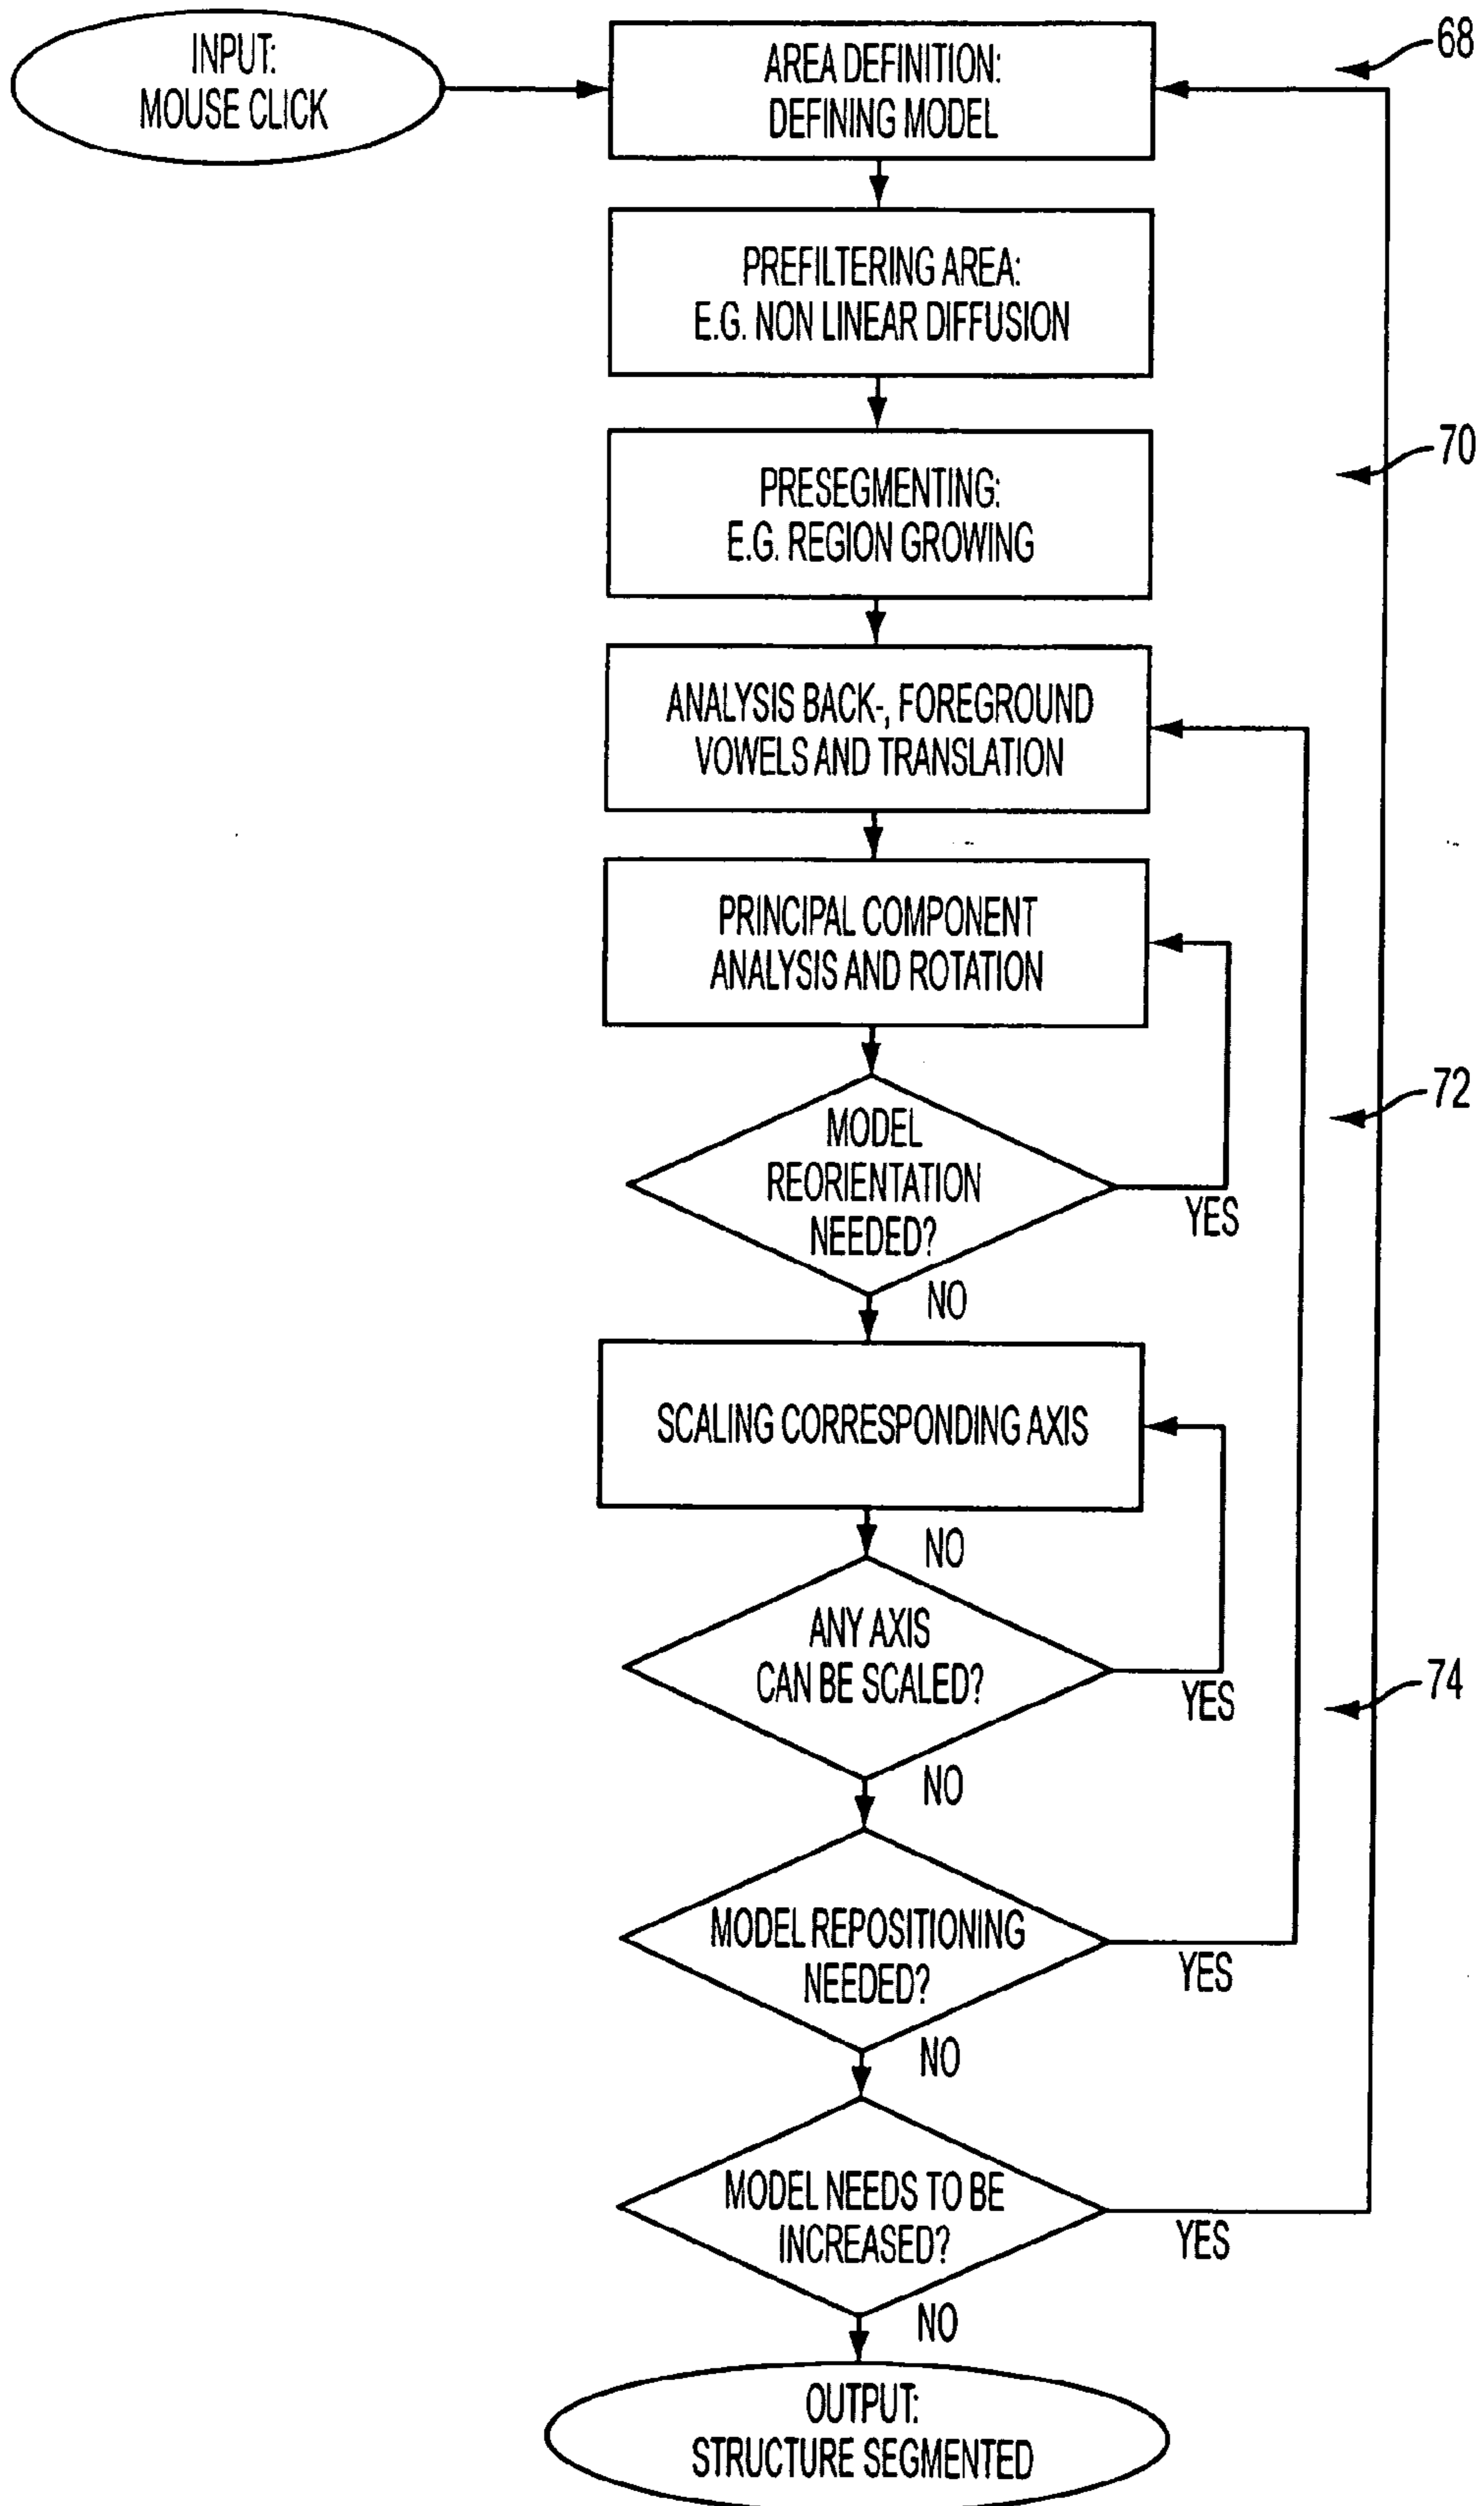 INPUT:
MOUSE CLICK
AREA DEFINITION:
DEFINING MODEL
68
PREFILTERING AREA:
E.G. NON LINEAR DIFFUSION
PRESEGMENTING:
E.G. REGION GROWING
70
ANALYSIS BACK-, FOREGROUND
VOWELS AND TRANSLATION
PRINCIPAL COMPONENT
ANALYSIS AND ROTATION
72
MODEL
REORIENTATION
NEEDED?
YES
NO
SCALING CORRESPONDING AXIS
NO
ANY AXIS
CAN BE SCALED?
YES
74
NO
MODEL REPOSITIONING
NEEDED?
YES
NO
MODEL NEEDS TO BE
INCREASED?
YES
NO
OUTPUT:
STRUCTURE SEGMENTED